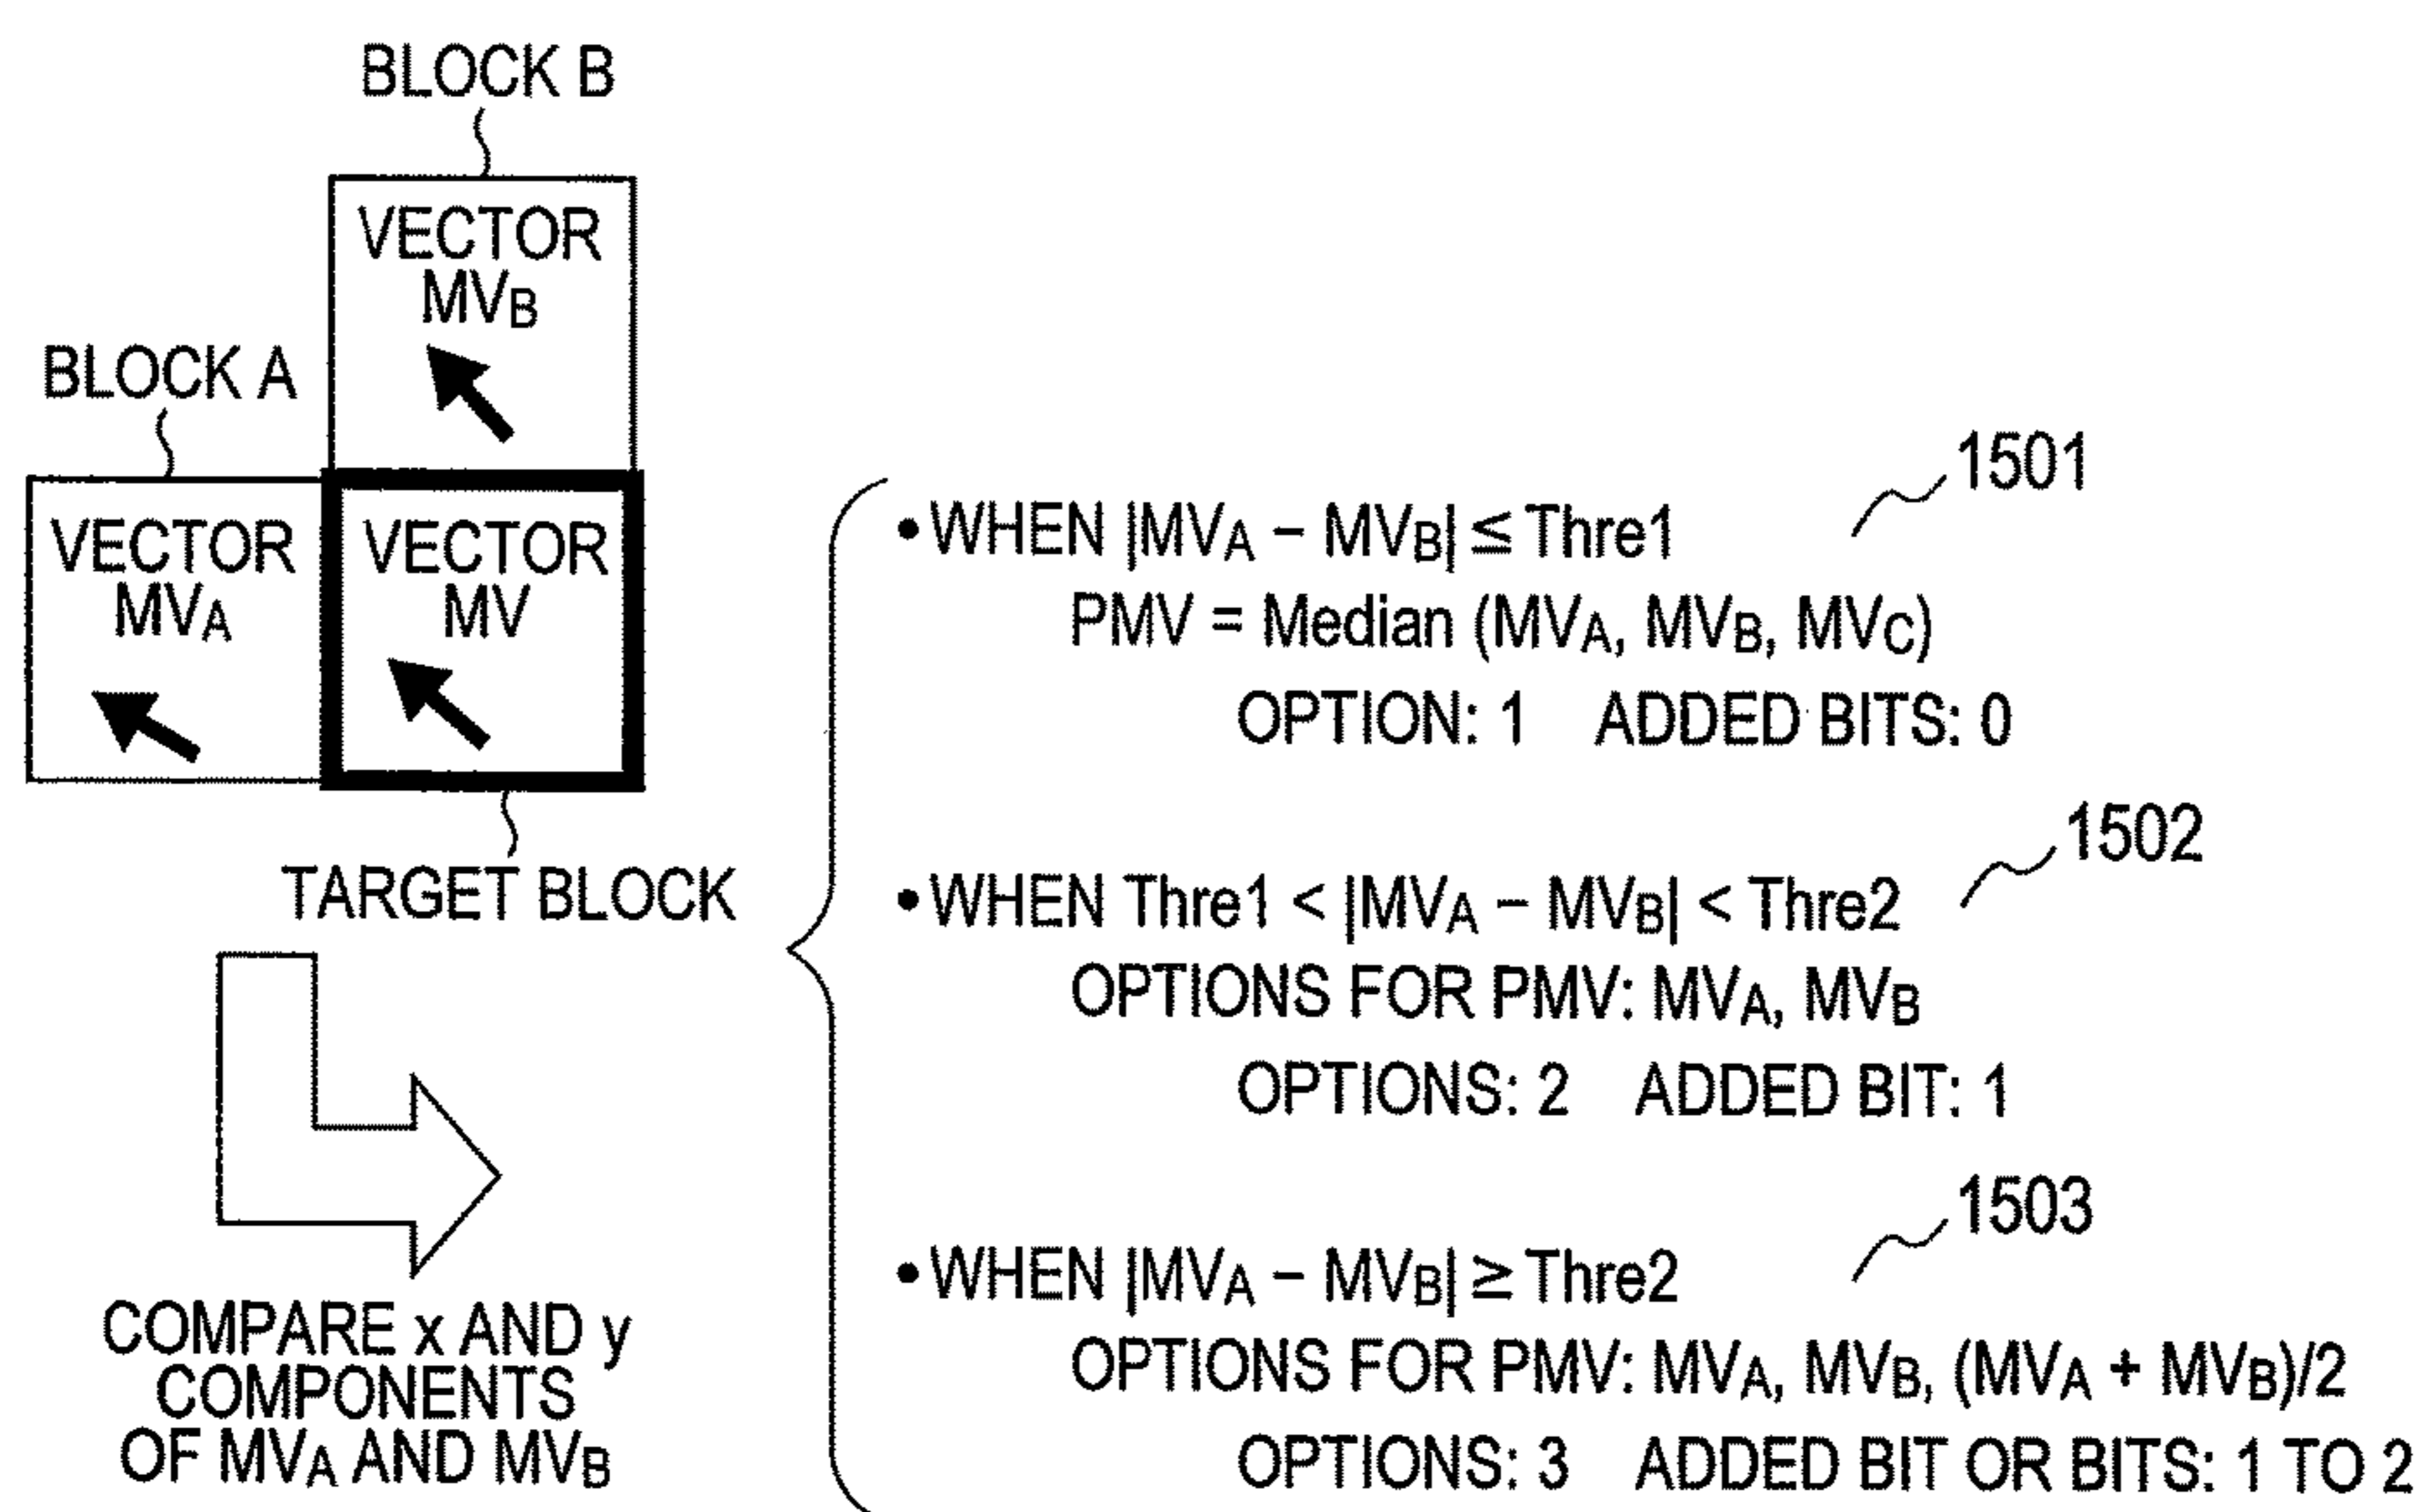 BLOCK B
VECTOR
MVB
BLOCK A
VECTOR
MVA
VECTOR
MV
TARGET BLOCK
COMPARE x AND y
COMPONENTS
OF MVA AND MVB
1501
•WHEN |MVA − MVB| ≤ Thre1
PMV = Median (MVA, MVB, MVC)
OPTION: 1 ADDED BITS: 0
1502
•WHEN Thre1 < |MVA − MVB| < Thre2
OPTIONS FOR PMV: MVA, MVB
OPTIONS: 2 ADDED BIT: 1
1503
•WHEN |MVA − MVB| ≥ Thre2
OPTIONS FOR PMV: MVA, MVB, (MVA + MVB)/2
OPTIONS: 3 ADDED BIT OR BITS: 1 TO 2